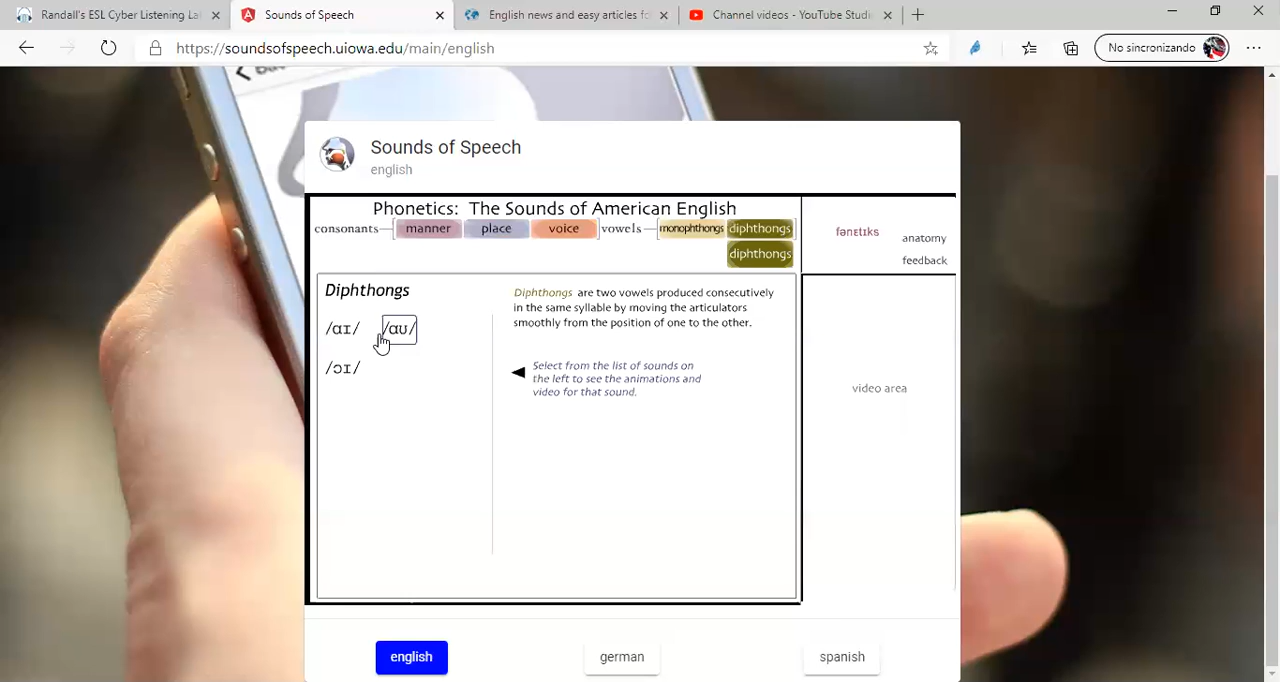 Randall's ESL Cyber Listening La
Sounds of Speech
English news and easy articles fo
Channel videos - YouTube Studi
https://soundsofspeech.uiowa.edu/main/english
No sincronizando
Sounds of Speech
english
Phonetics: The Sounds of American English
consonants manner place voice vowels monophthongs diphthongs
diphthongs
fənɛtɪks
anatomy
feedback
Diphthongs
/ɑɪ/ /ɑʊ/
/ɔɪ/
Diphthongs are two vowels produced consecutively
in the same syllable by moving the articulators
smoothly from the position of one to the other.
Select from the list of sounds on
the left to see the animations and
video for that sound.
video area
english german spanish